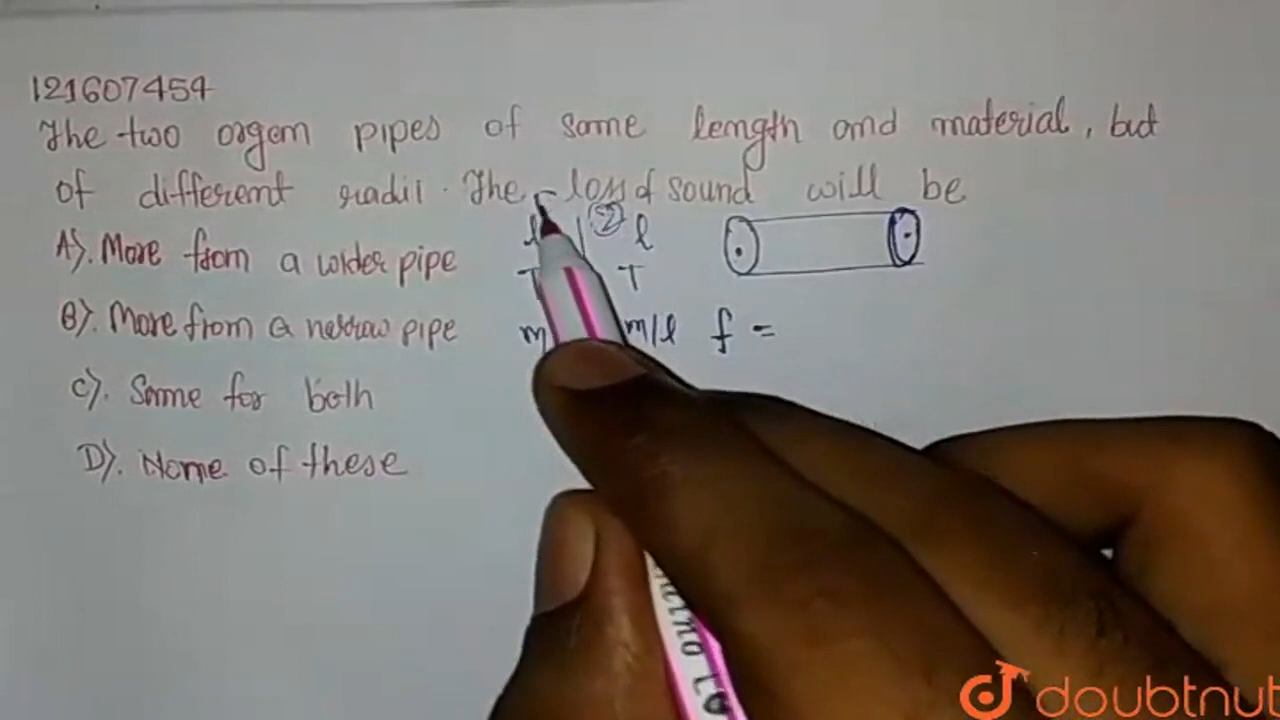 121607454
The two organ pipes of same length and material, but
of different radii. The loss of sound will be
A). More from a wider pipe
B). More from a narrow pipe
C). Same for both
D). None of these
2 l
T T
m m/l f =
doubtnut